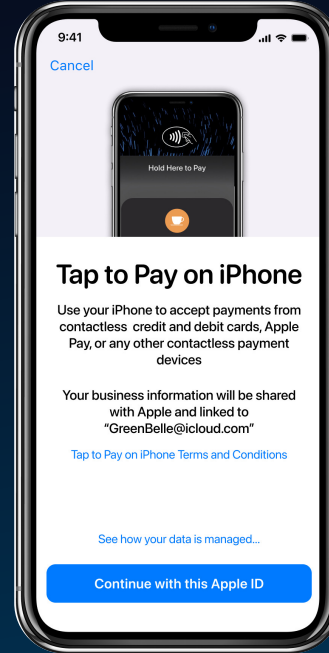 9:41
Cancel
Hold Here to Pay
Tap to Pay on iPhone
Use your iPhone to accept payments from
contactless credit and debit cards, Apple
Pay, or any other contactless payment
devices
Your business information will be shared
with Apple and linked to
“GreenBelle@icloud.com”
Tap to Pay on iPhone Terms and Conditions
See how your data is managed...
Continue with this Apple ID